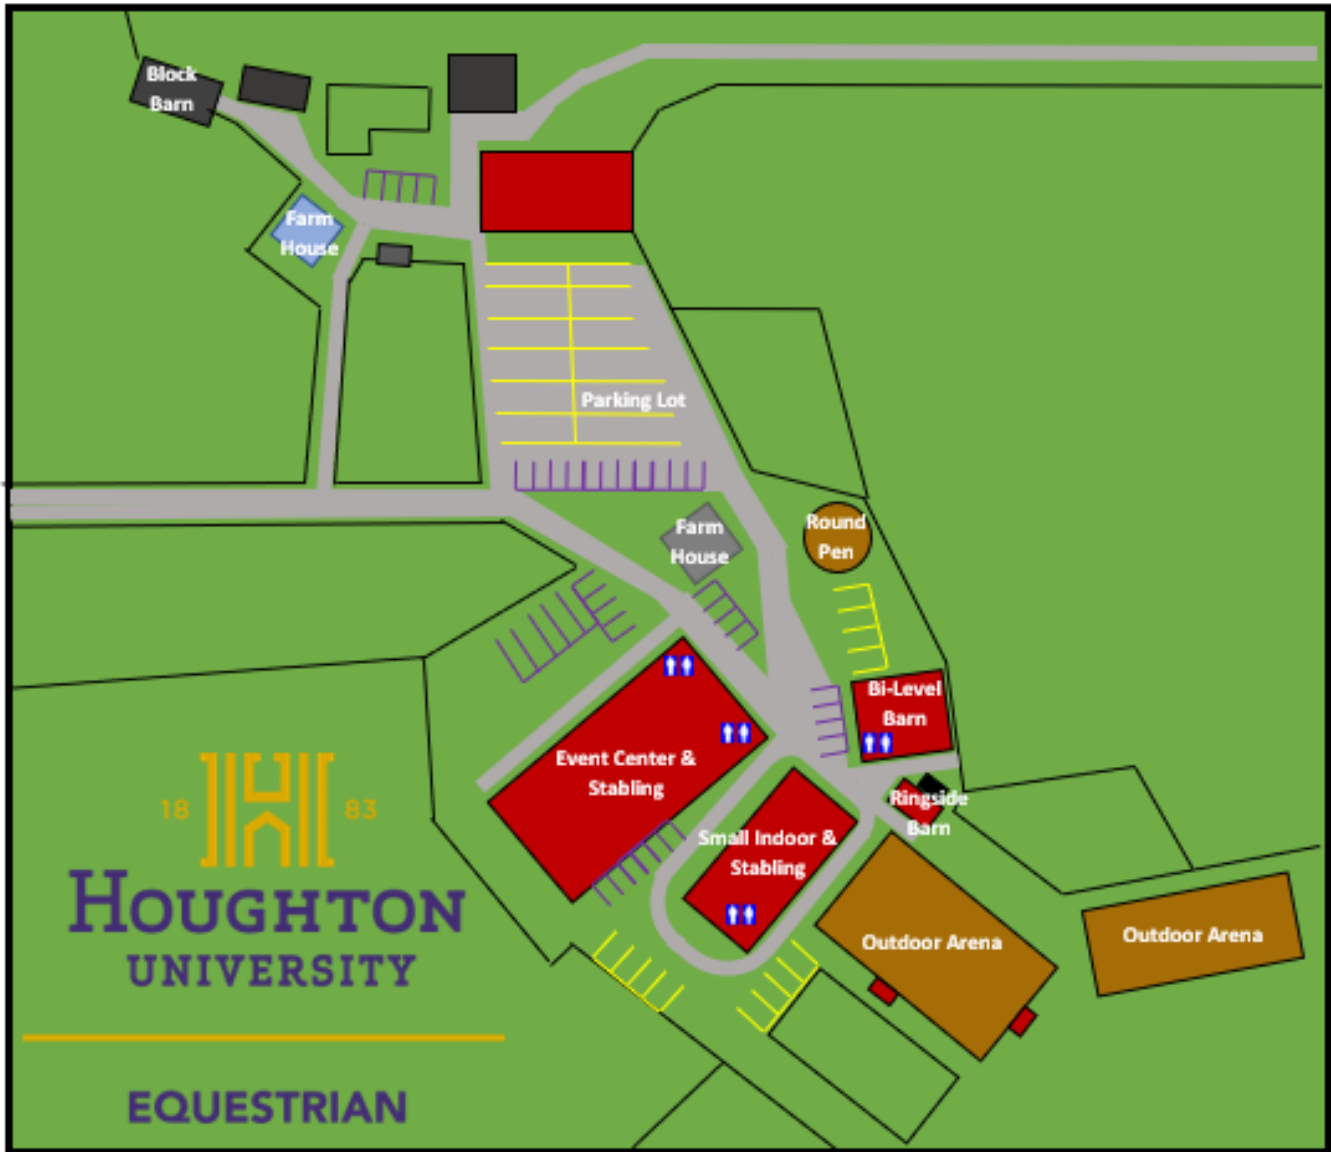 Block
Barn
Farm
House
Parking Lot
Farm
House
Round
Pen
Bi-Level
Barn
Event Center &
Stabling
Ringside
Barn
Small Indoor &
Stabling
Outdoor Arena
Outdoor Arena
18 83
HOUGHTON
UNIVERSITY
EQUESTRIAN